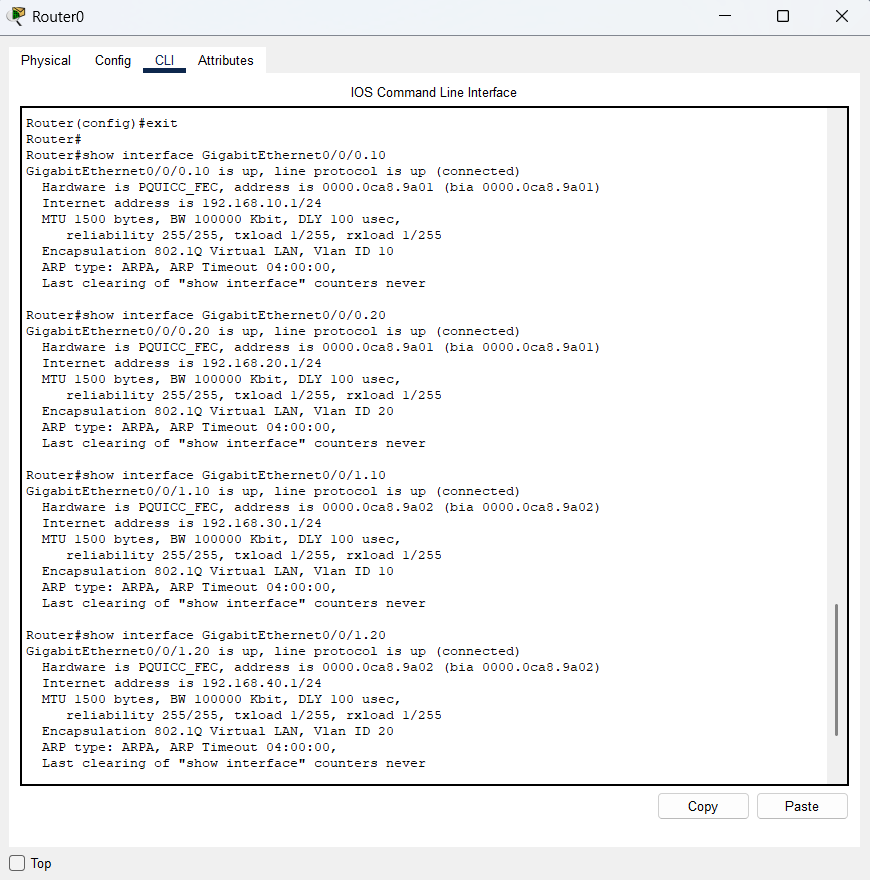 Router0
Physical Config CLI Attributes
IOS Command Line Interface
Router(config)#exit
Router#
Router#show interface GigabitEthernet0/0/0.10
GigabitEthernet0/0/0.10 is up, line protocol is up (connected)
Hardware is PQUICC_FEC, address is 0000.0ca8.9a01 (bia 0000.0ca8.9a01)
Internet address is 192.168.10.1/24
MTU 1500 bytes, BW 100000 Kbit, DLY 100 usec,
reliability 255/255, txload 1/255, rxload 1/255
Encapsulation 802.1Q Virtual LAN, Vlan ID 10
ARP type: ARPA, ARP Timeout 04:00:00,
Last clearing of "show interface" counters never
Router#show interface GigabitEthernet0/0/0.20
GigabitEthernet0/0/0.20 is up, line protocol is up (connected)
Hardware is PQUICC_FEC, address is 0000.0ca8.9a01 (bia 0000.0ca8.9a01)
Internet address is 192.168.20.1/24
MTU 1500 bytes, BW 100000 Kbit, DLY 100 usec,
reliability 255/255, txload 1/255, rxload 1/255
Encapsulation 802.1Q Virtual LAN, Vlan ID 20
ARP type: ARPA, ARP Timeout 04:00:00,
Last clearing of "show interface" counters never
Router#show interface GigabitEthernet0/0/1.10
GigabitEthernet0/0/1.10 is up, line protocol is up (connected)
Hardware is PQUICC_FEC, address is 0000.0ca8.9a02 (bia 0000.0ca8.9a02)
Internet address is 192.168.30.1/24
MTU 1500 bytes, BW 100000 Kbit, DLY 100 usec,
reliability 255/255, txload 1/255, rxload 1/255
Encapsulation 802.1Q Virtual LAN, Vlan ID 10
ARP type: ARPA, ARP Timeout 04:00:00,
Last clearing of "show interface" counters never
Router#show interface GigabitEthernet0/0/1.20
GigabitEthernet0/0/1.20 is up, line protocol is up (connected)
Hardware is PQUICC_FEC, address is 0000.0ca8.9a02 (bia 0000.0ca8.9a02)
Internet address is 192.168.40.1/24
MTU 1500 bytes, BW 100000 Kbit, DLY 100 usec,
reliability 255/255, txload 1/255, rxload 1/255
Encapsulation 802.1Q Virtual LAN, Vlan ID 20
ARP type: ARPA, ARP Timeout 04:00:00,
Last clearing of "show interface" counters never
Copy Paste
Top